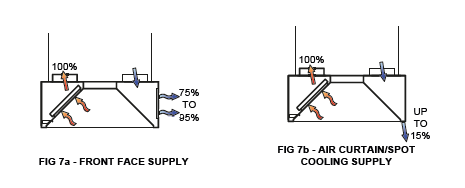 100%
75%
TO
95%
FIG 7a - FRONT FACE SUPPLY
100%
UP
TO
15%
FIG 7b - AIR CURTAIN/SPOT
COOLING SUPPLY